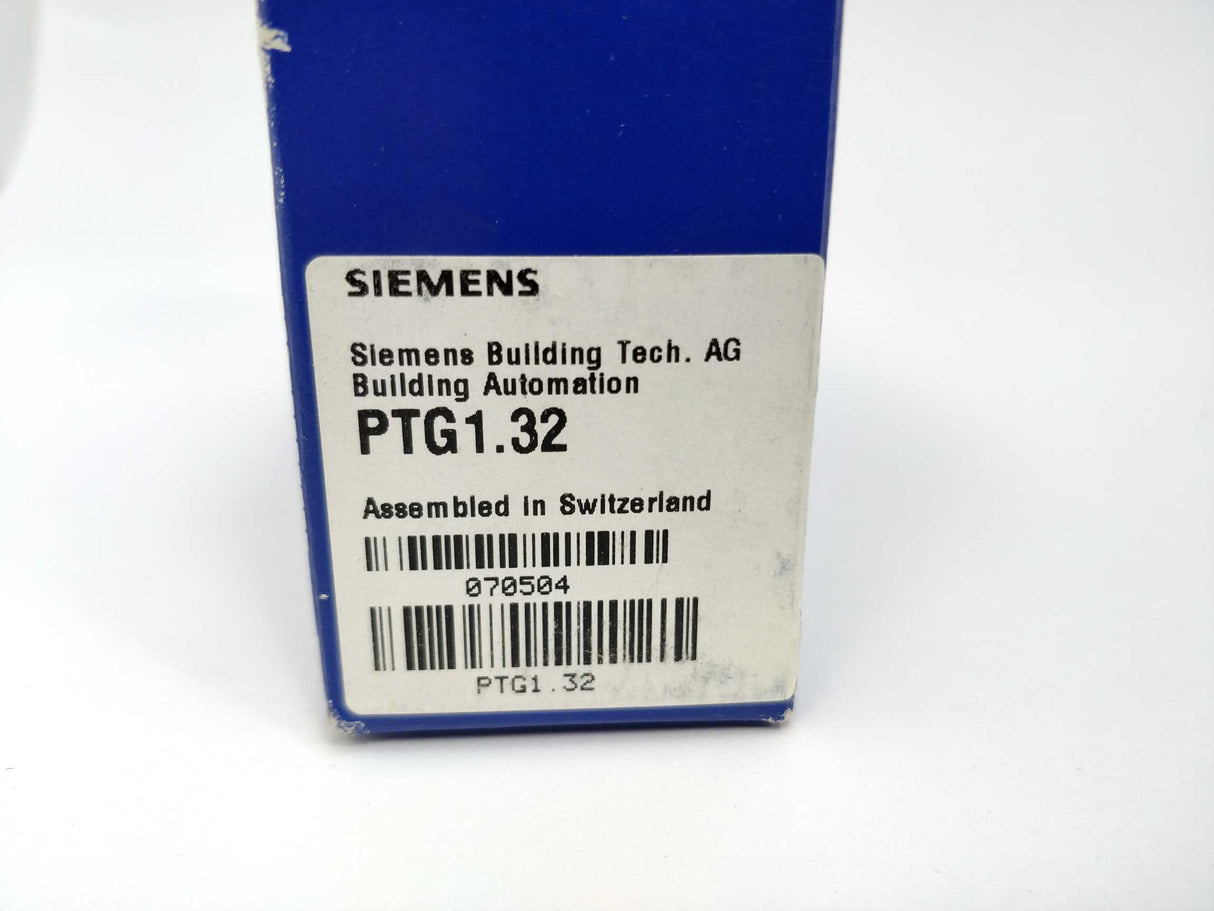 SIEMENS
Siemens Building Tech. AG
Building Automation
PTG1.32
Assembled in Switzerland
070504
PTG1.32